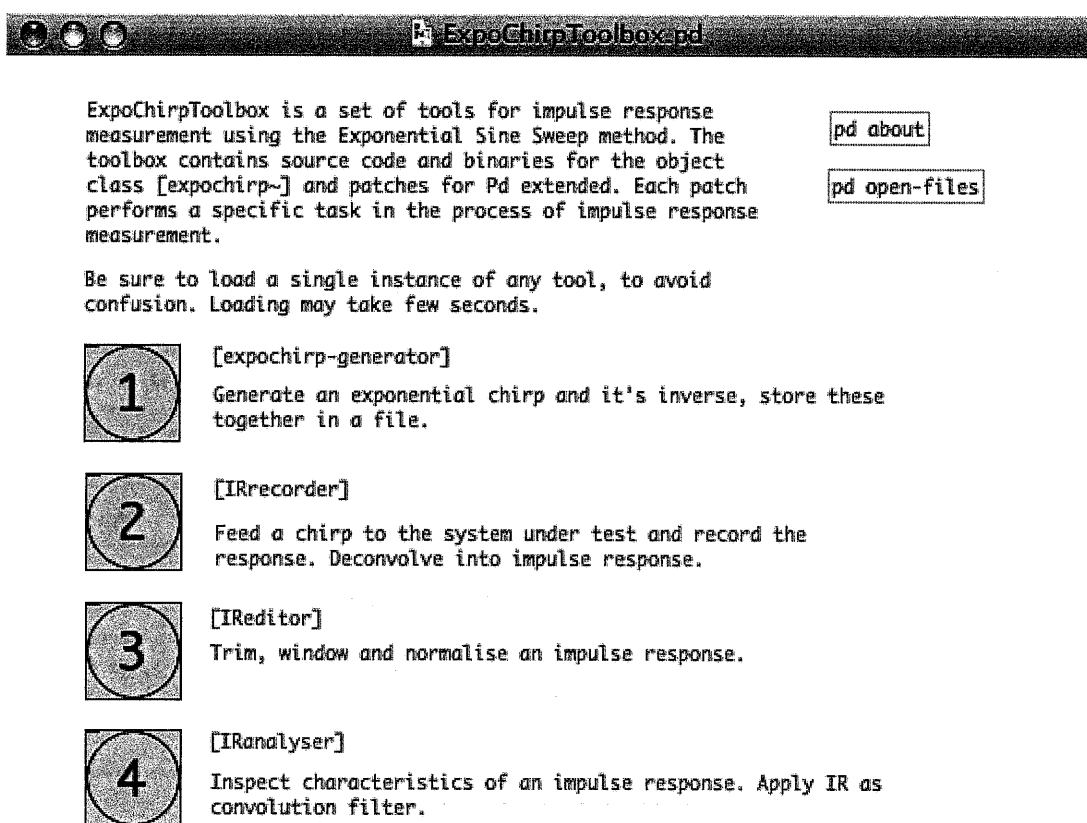 ExpoChirpToolbox.pd
ExpoChirpToolbox is a set of tools for impulse response
measurement using the Exponential Sine Sweep method. The
toolbox contains source code and binaries for the object
class [expochirp~] and patches for Pd extended. Each patch
performs a specific task in the process of impulse response
measurement.
pd about
pd open-files
Be sure to load a single instance of any tool, to avoid
confusion. Loading may take few seconds.
1
[expochirp-generator]
Generate an exponential chirp and it's inverse, store these
together in a file.
2
[IRrecorder]
Feed a chirp to the system under test and record the
response. Deconvolve into impulse response.
3
[IReditor]
Trim, window and normalise an impulse response.
4
[IRanalyser]
Inspect characteristics of an impulse response. Apply IR as
convolution filter.